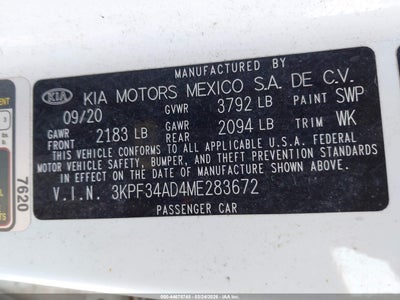 MANUFACTURED BY
KIA KIA MOTORS MEXICO S.A. DE C.V.
09/20 GVWR 3792 LB PAINT SWP
GAWR FRONT 2183 LB GAWR REAR 2094 LB TRIM WK
THIS VEHICLE CONFORMS TO ALL APPLICABLE U.S.A. FEDERAL
MOTOR VEHICLE SAFETY, BUMPER, AND THEFT PREVENTION STANDARDS
IN EFFECT ON THE DATE OF MANUFACTURE SHOWN ABOVE.
V.I.N. 3KPF34AD4ME283672
PASSENGER CAR
7620